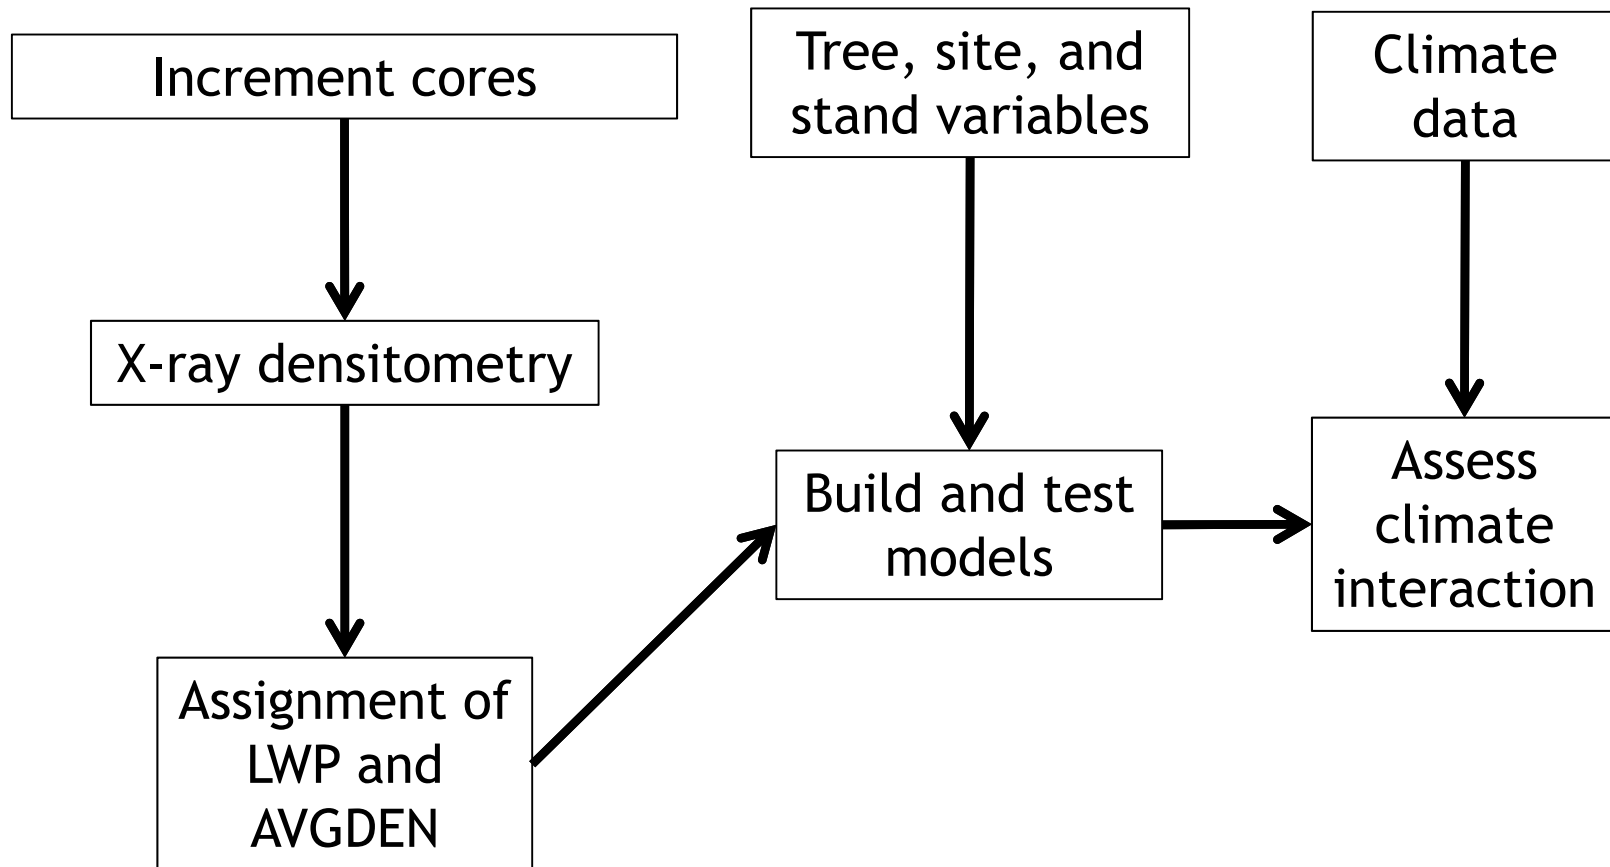 Increment cores
Tree, site, and
stand variables
Climate
data
X-ray densitometry
Build and test
models
Assess
climate
interaction
Assignment of
LWP and
AVGDEN